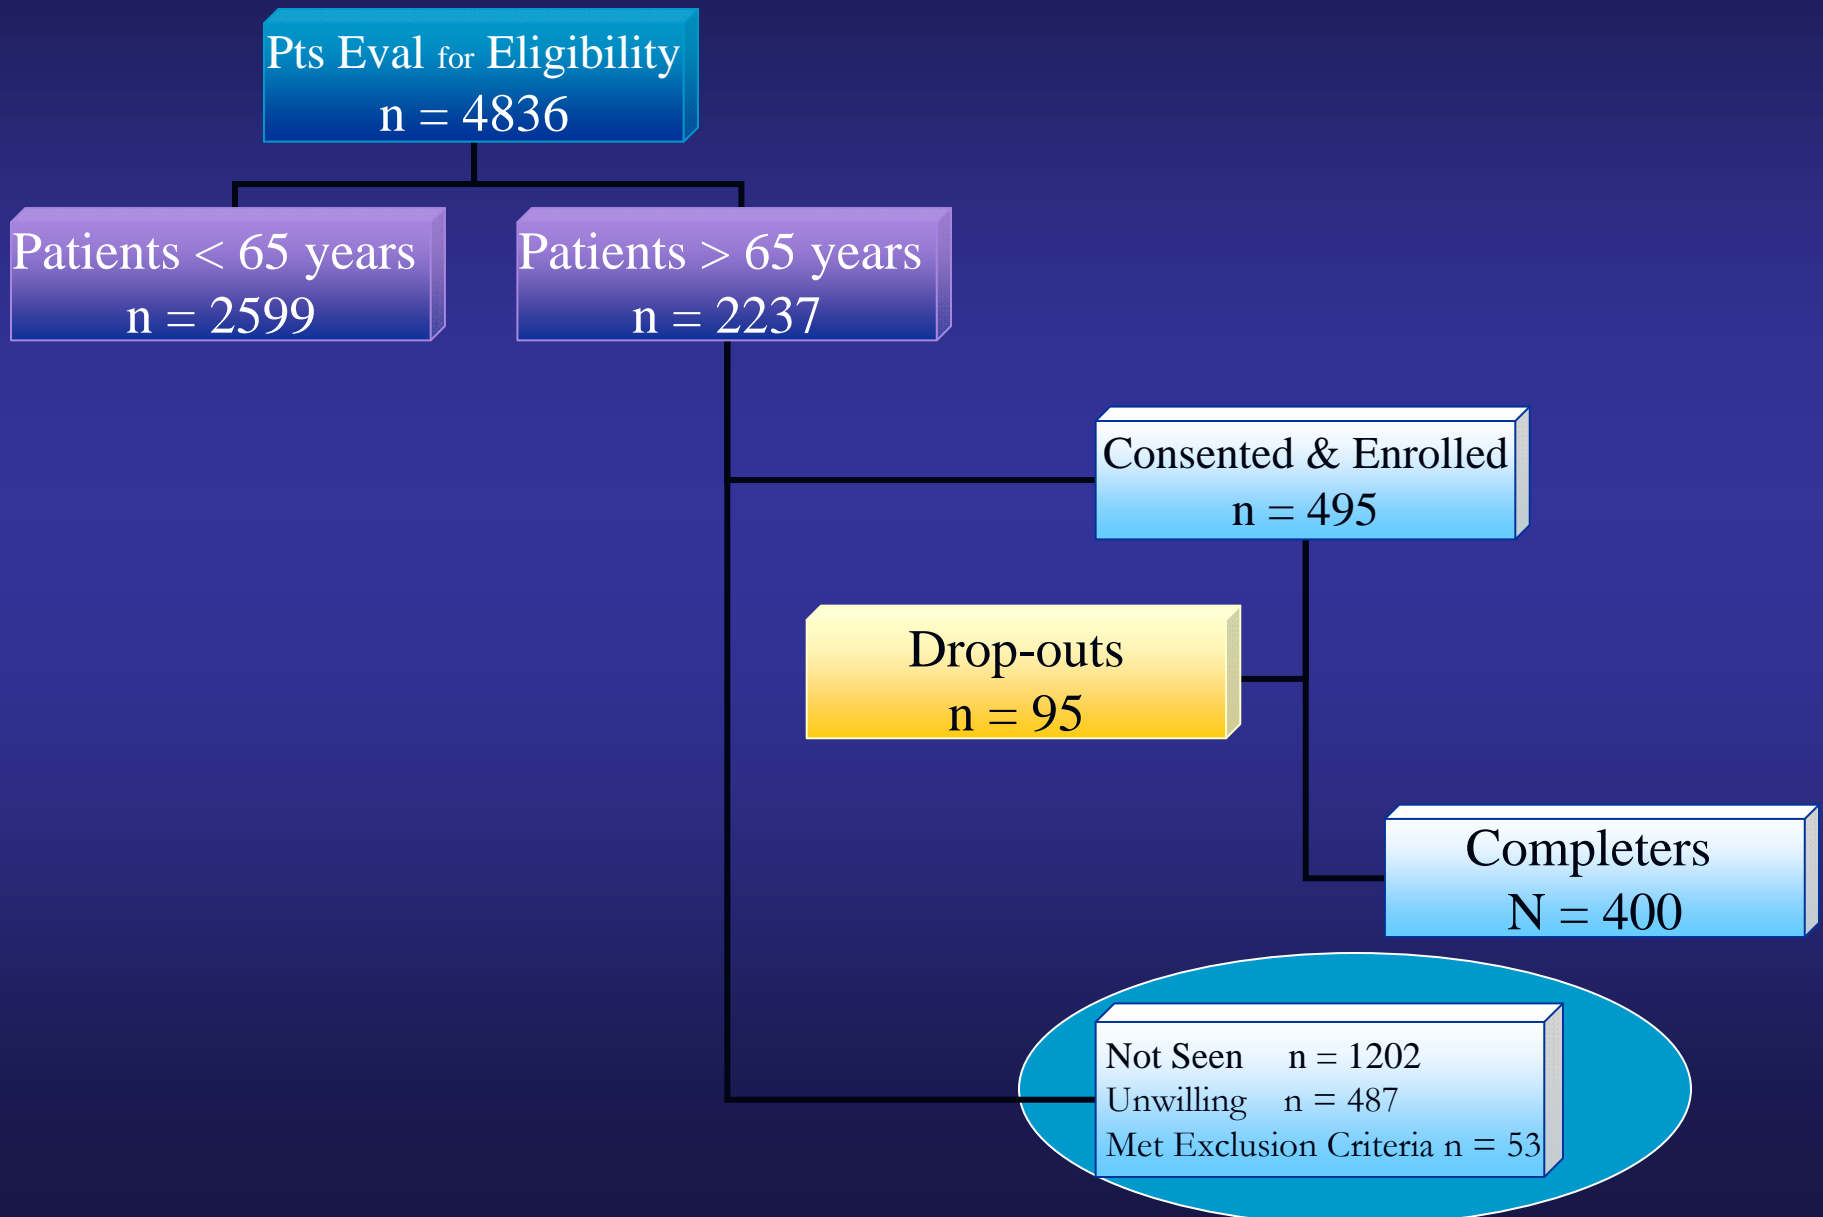 Pts Eval for Eligibility
n = 4836
Patients < 65 years
n = 2599
Patients > 65 years
n = 2237
Consented & Enrolled
n = 495
Drop-outs
n = 95
Completers
N = 400
Not Seen n = 1202
Unwilling n = 487
Met Exclusion Criteria n = 53